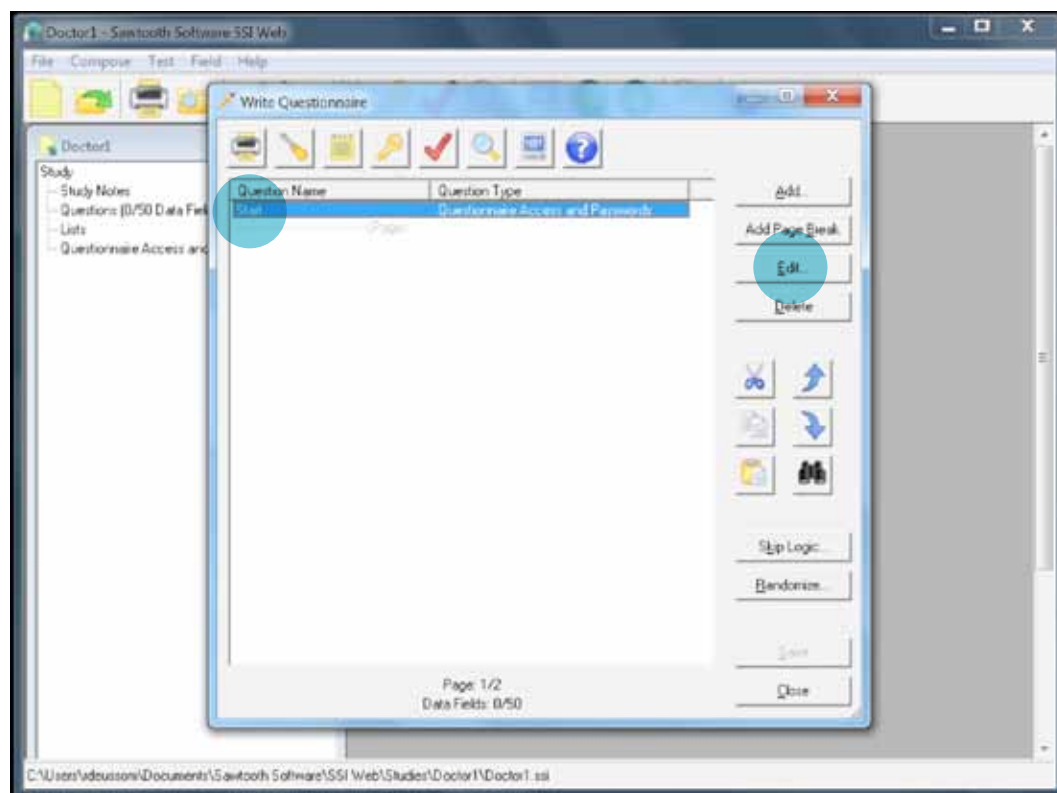 Doctor1 - Sawtooth Software SSI Web
File Compose Test Field Help
Write Questionnaire
Doctor1
Study
Study Notes
Questions (0/50 Data Fiel
Lists
Questionnaire Access and
Question Name
Question Type
Start
Questionnaire Access and Passwords
(Page)
Add...
Add Page Break
Edit...
Delete
Skip Logic...
Randomize...
Save
Close
Page: 1/2
Data Fields: 0/50
C:\Users\vdeusson\Documents\Sawtooth Software\SSI Web\Studies\Doctor1\Doctor1.ssi